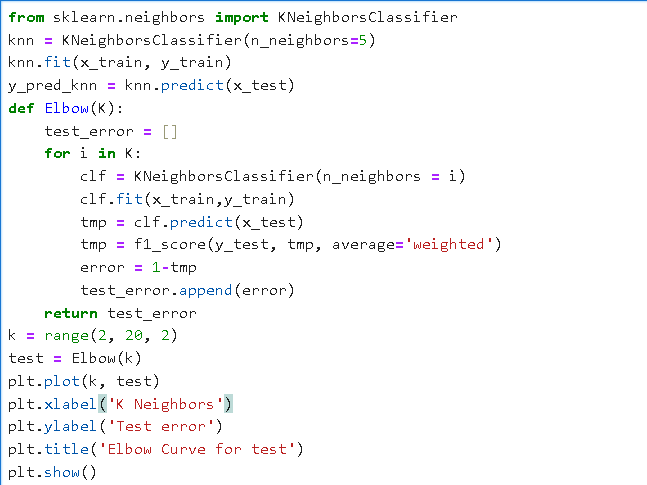 from sklearn.neighbors import KNeighborsClassifier
knn = KNeighborsClassifier(n_neighbors=5)
knn.fit(x_train, y_train)
y_pred_knn = knn.predict(x_test)
def Elbow(K):
    test_error = []
    for i in K:
        clf = KNeighborsClassifier(n_neighbors = i)
        clf.fit(x_train,y_train)
        tmp = clf.predict(x_test)
        tmp = f1_score(y_test, tmp, average='weighted')
        error = 1-tmp
        test_error.append(error)
    return test_error
k = range(2, 20, 2)
test = Elbow(k)
plt.plot(k, test)
plt.xlabel('K Neighbors')
plt.ylabel('Test error')
plt.title('Elbow Curve for test')
plt.show()